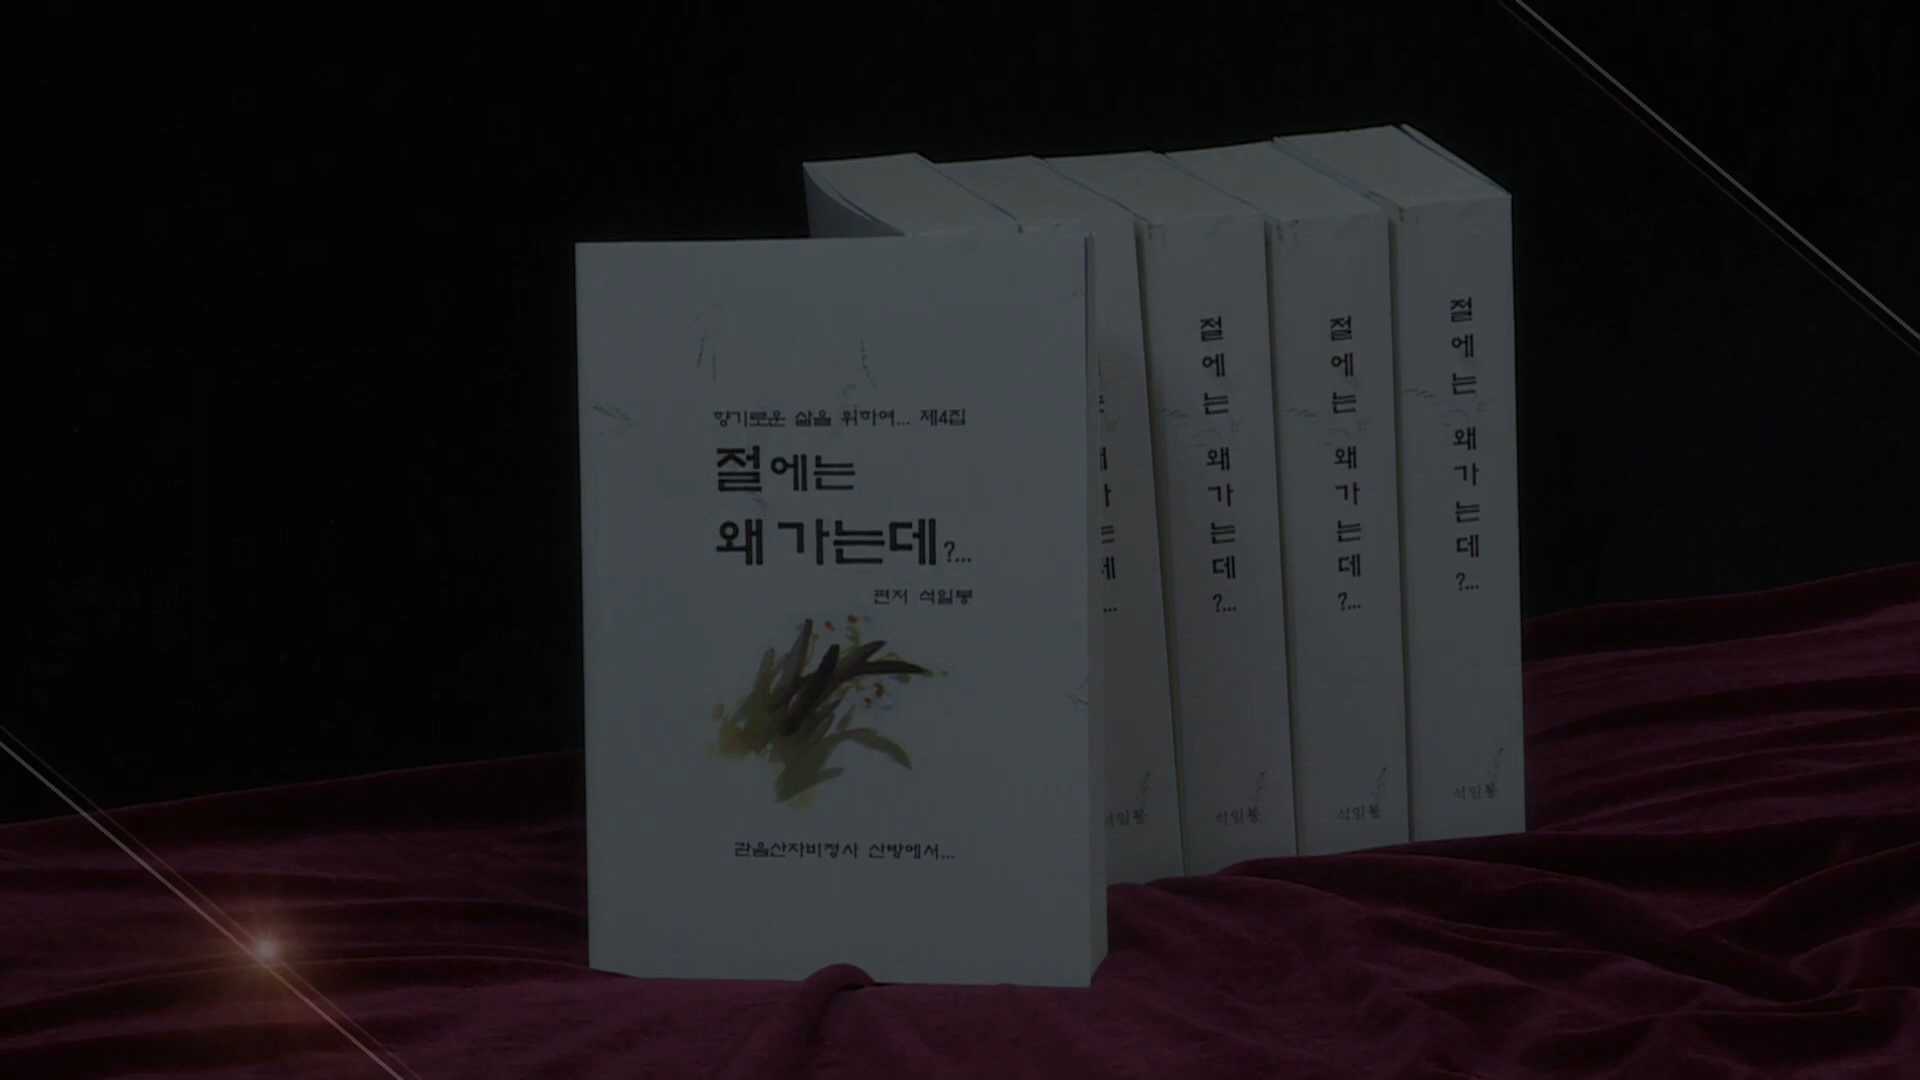 향기로운 삶을 위하여... 제4집
절에는
왜 가는데?...
편저 석일봉
관음산자비정사 산방에서...
절에는 왜가는데?...
석일봉
절에는 왜가는데?...
석일봉
절에는 왜가는데?...
석일봉